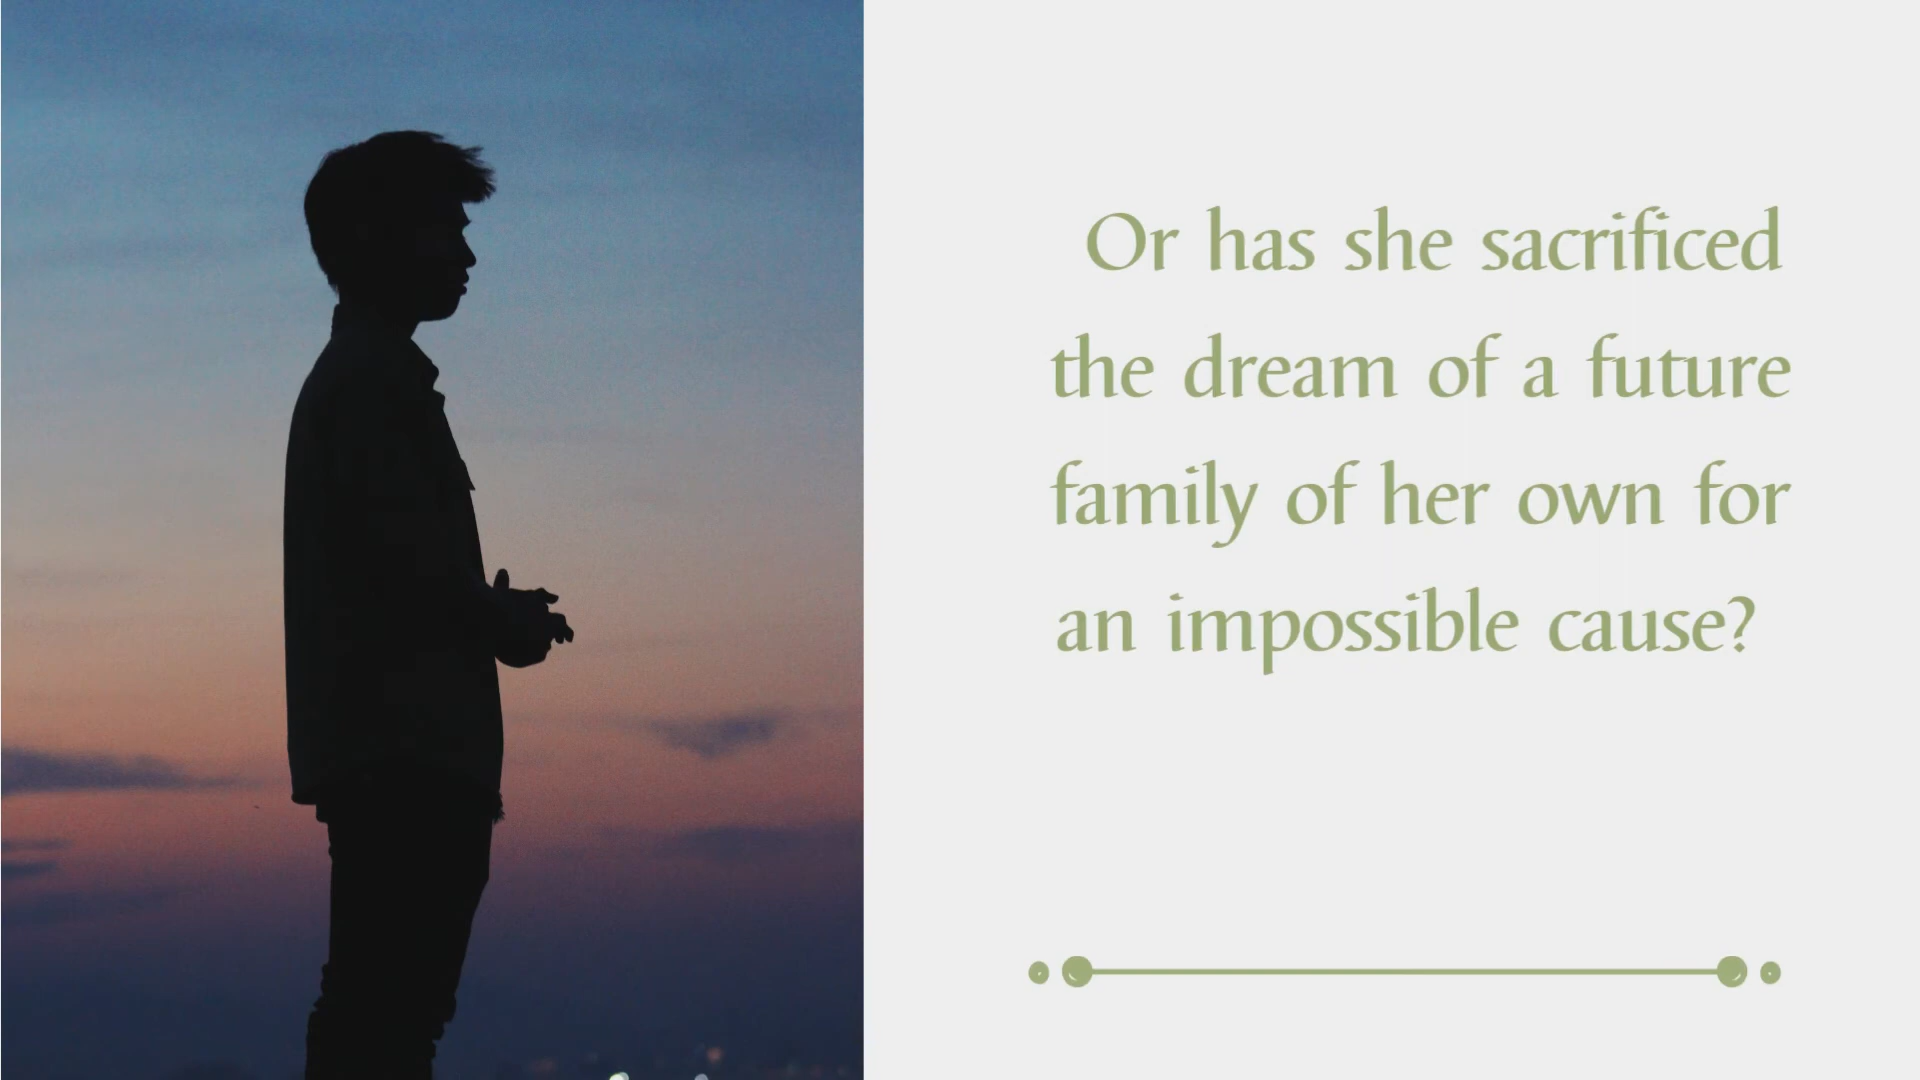 Or has she sacrificed
the dream of a future
family of her own for
an impossible cause?